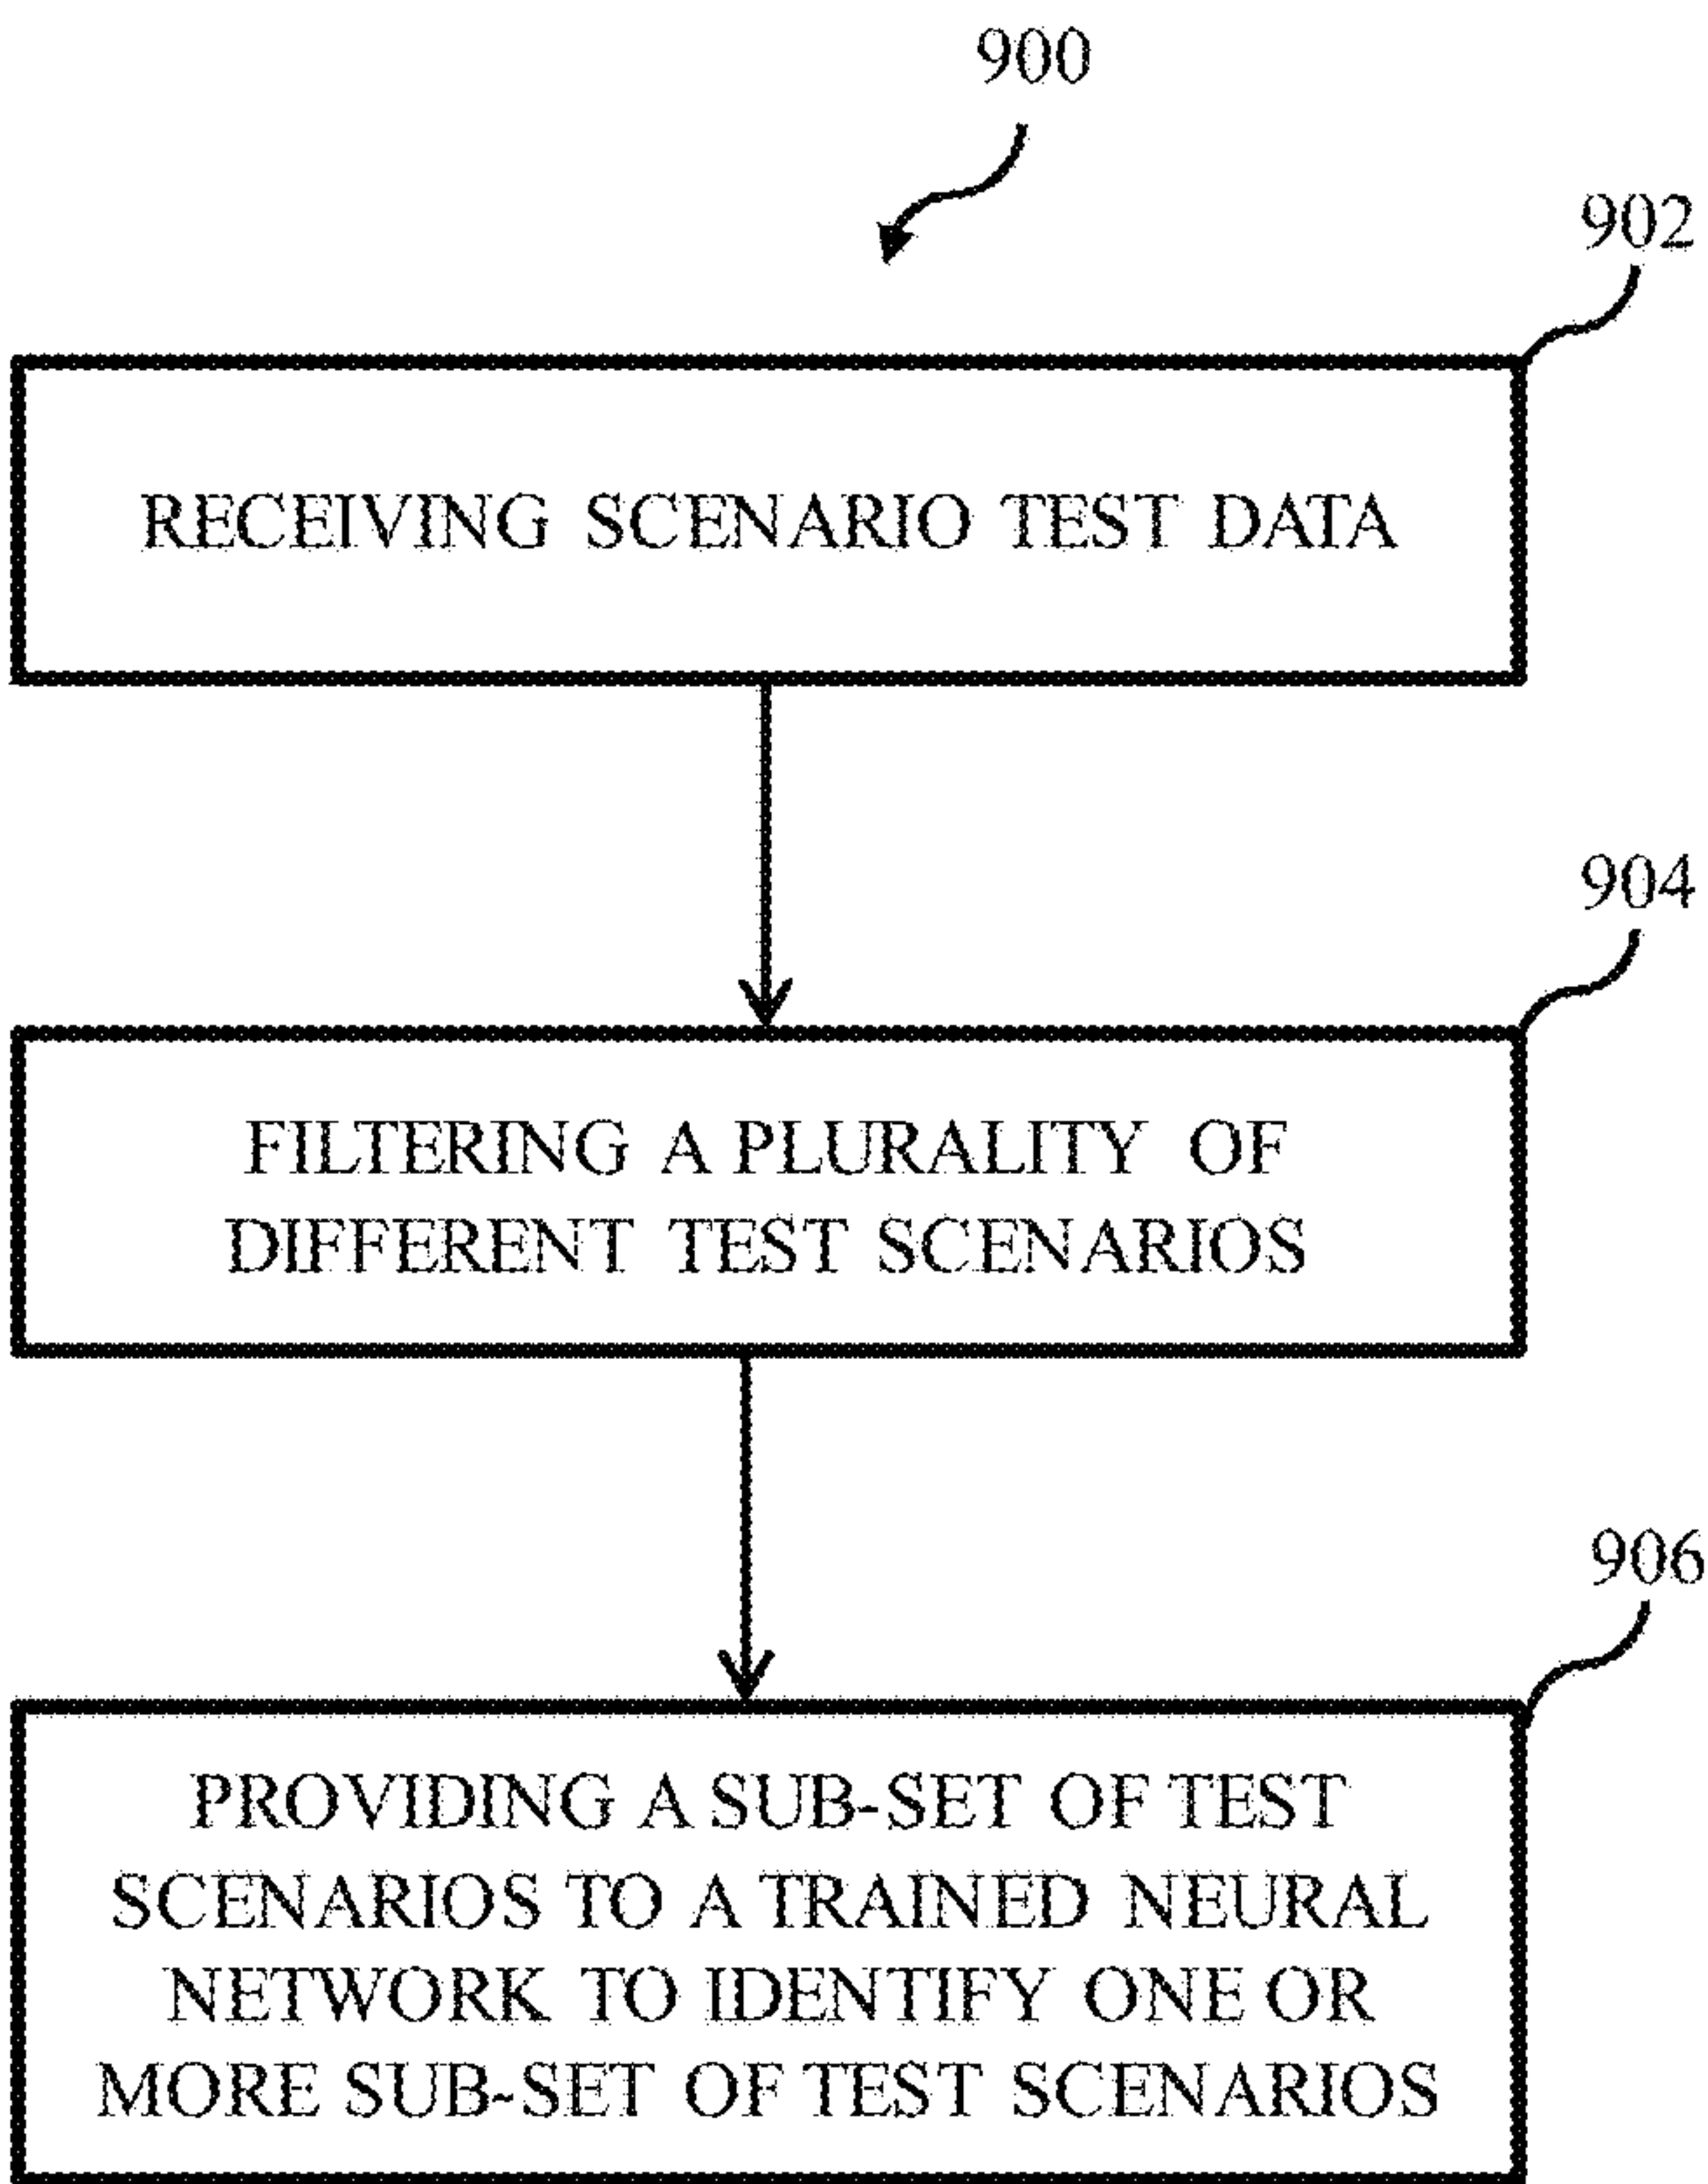 900
902
RECEIVING SCENARIO TEST DATA
904
FILTERING A PLURALITY OF
DIFFERENT TEST SCENARIOS
906
PROVIDING A SUB-SET OF TEST
SCENARIOS TO A TRAINED NEURAL
NETWORK TO IDENTIFY ONE OR
MORE SUB-SET OF TEST SCENARIOS